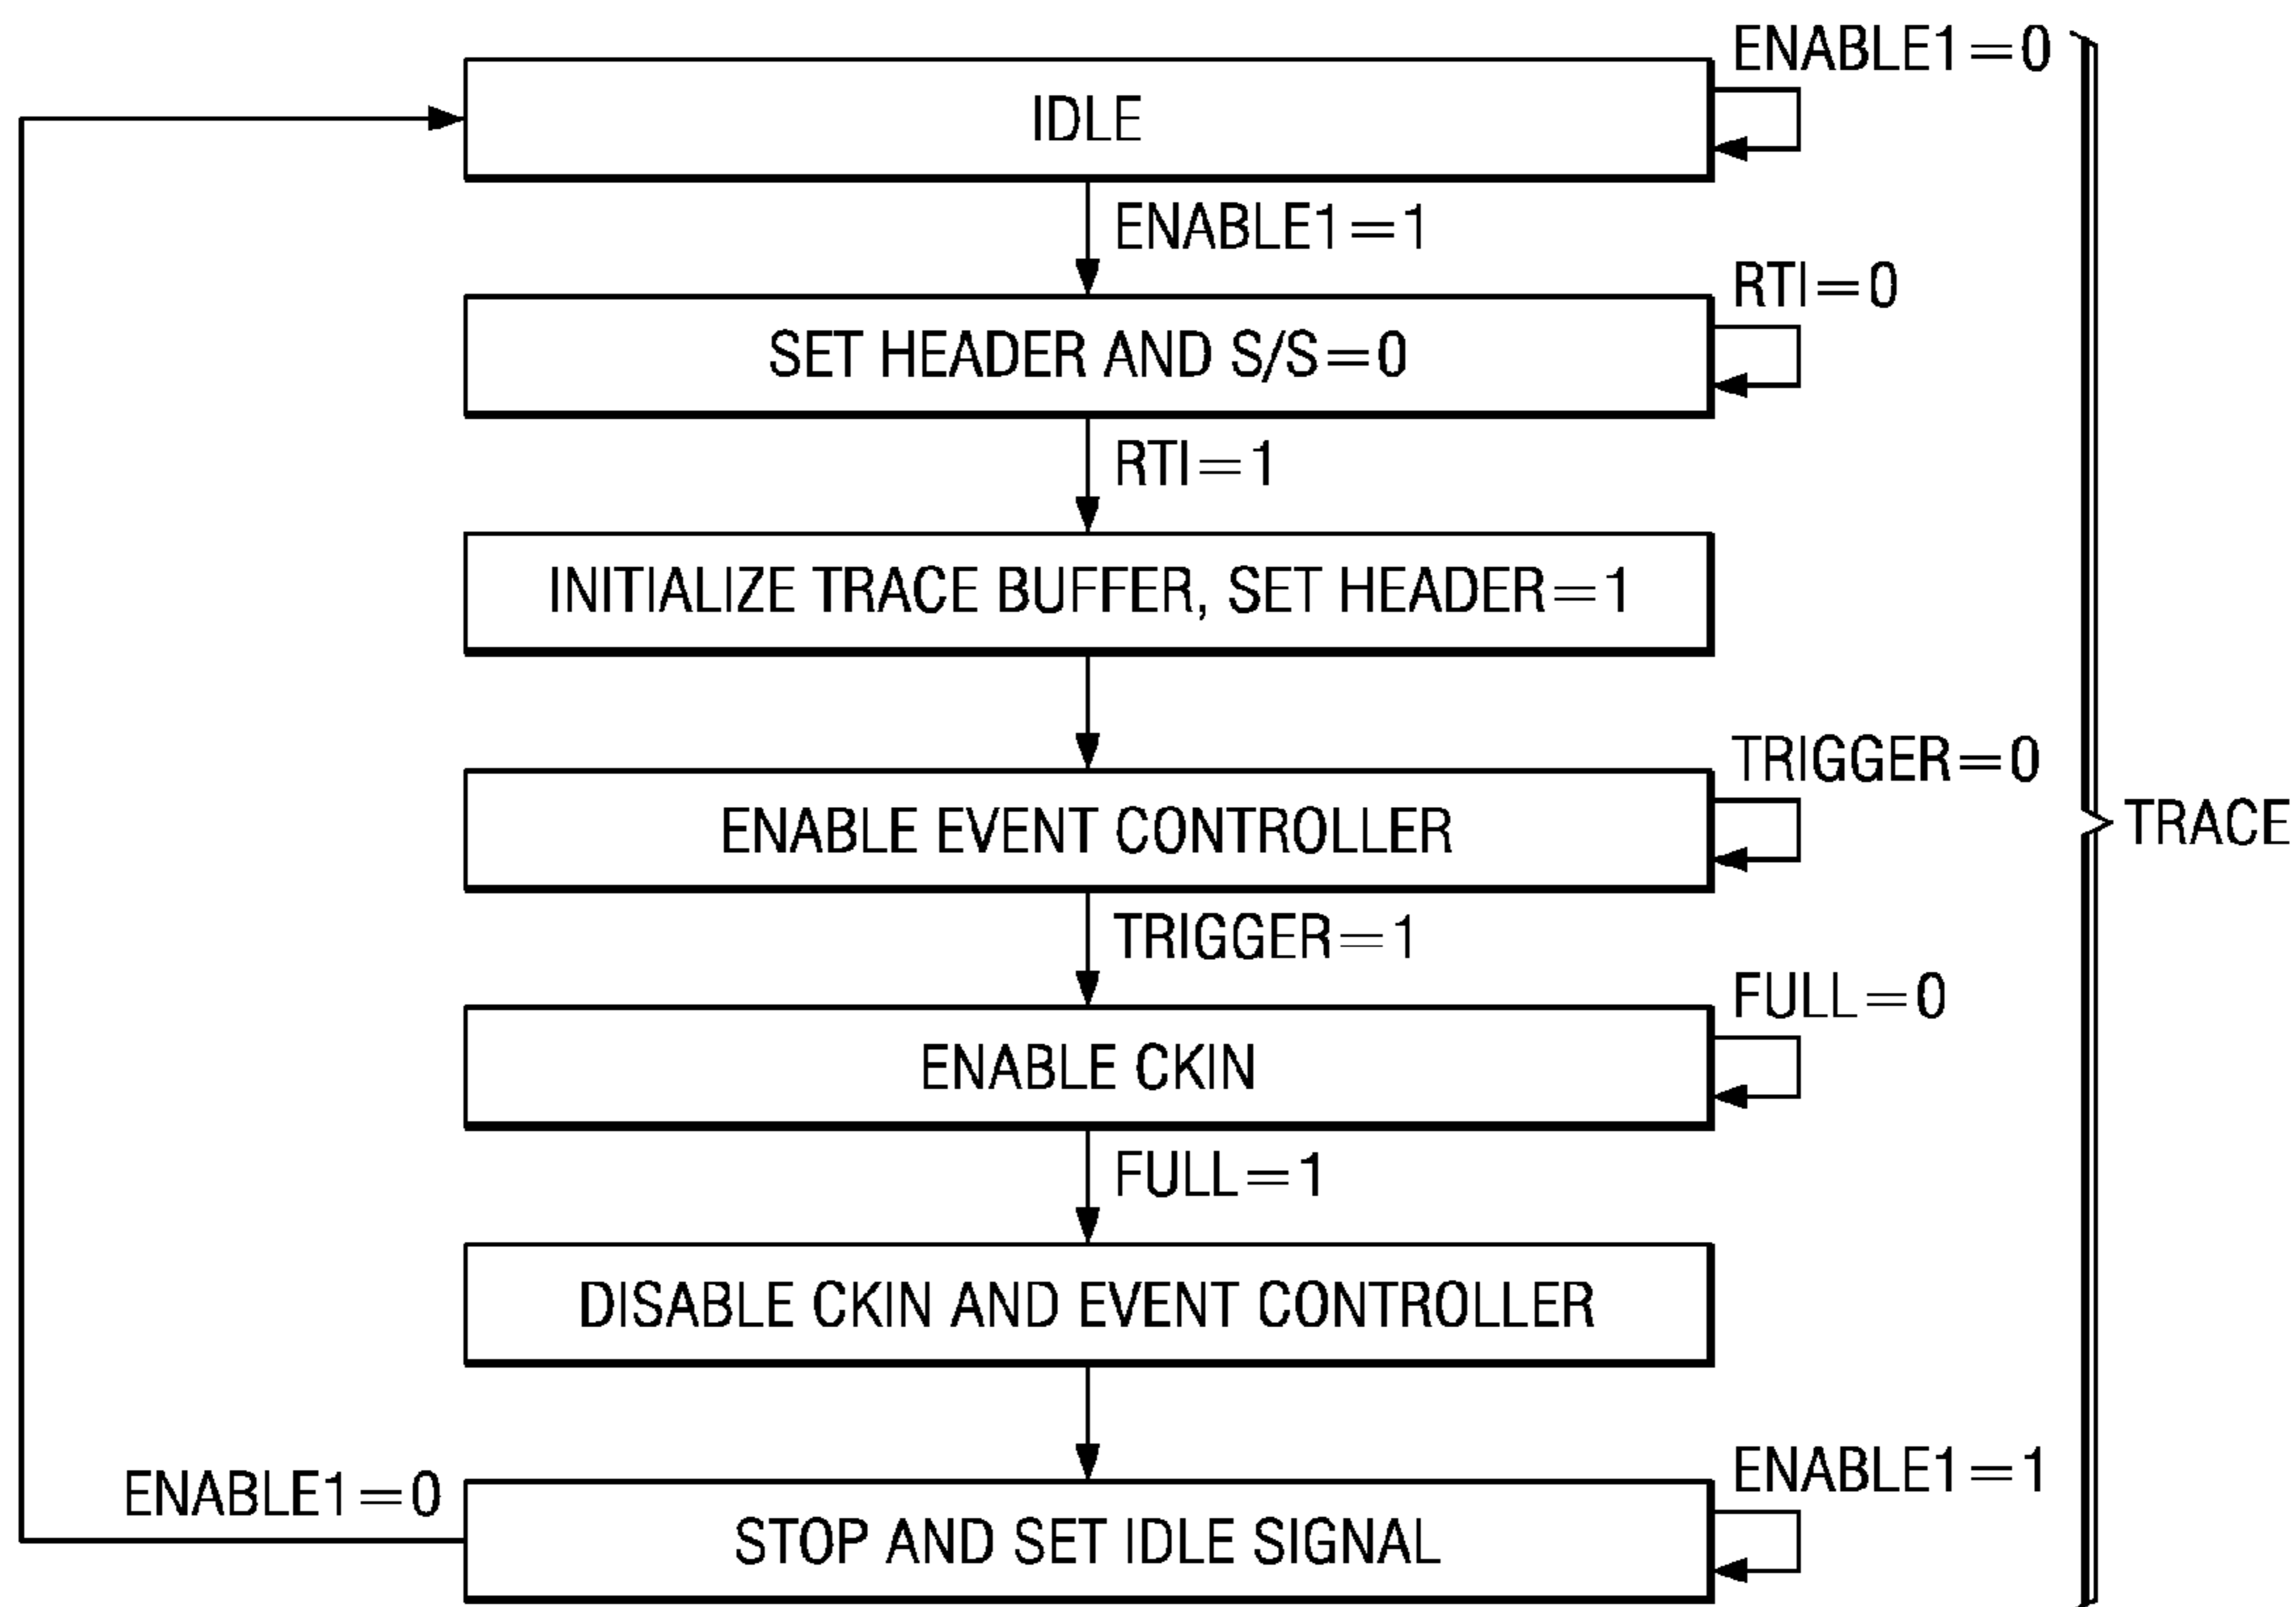 ENABLE1=0
IDLE
ENABLE1=1
RTI=0
SET HEADER AND S/S=0
RTI=1
INITIALIZE TRACE BUFFER, SET HEADER=1
TRIGGER=0
ENABLE EVENT CONTROLLER
TRACE
TRIGGER=1
FULL=0
ENABLE CKIN
FULL=1
DISABLE CKIN AND EVENT CONTROLLER
ENABLE1=1
ENABLE1=0
STOP AND SET IDLE SIGNAL